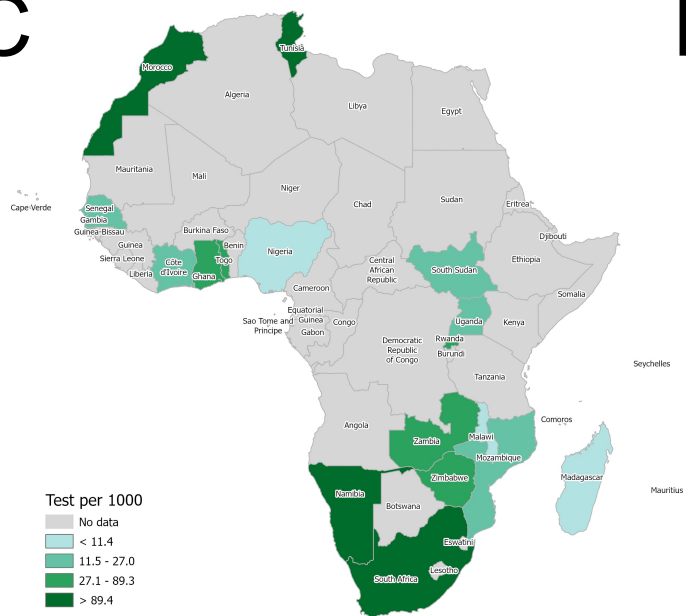 C
Tunisia
Morocco
Algeria
Libya
Egypt
Mauritania
Mali
Niger
Chad
Sudan
Eritrea
Cape Verde
Senegal
Gambia
Guinea-Bissau
Guinea
Sierra Leone
Liberia
Côte
d'Ivoire
Burkina Faso
Ghana
Togo
Benin
Nigeria
Cameroon
Central
African
Republic
South Sudan
Ethiopia
Djibouti
Somalia
Equatorial
Guinea
Sao Tome and
Principe
Gabon
Congo
Democratic
Republic
of Congo
Uganda
Kenya
Rwanda
Burundi
Tanzania
Seychelles
Comoros
Angola
Zambia
Malawi
Mozambique
Zimbabwe
Madagascar
Mauritius
Namibia
Botswana
Eswatini
Lesotho
South Africa
Test per 1000
No data
< 11.4
11.5 - 27.0
27.1 - 89.3
> 89.4